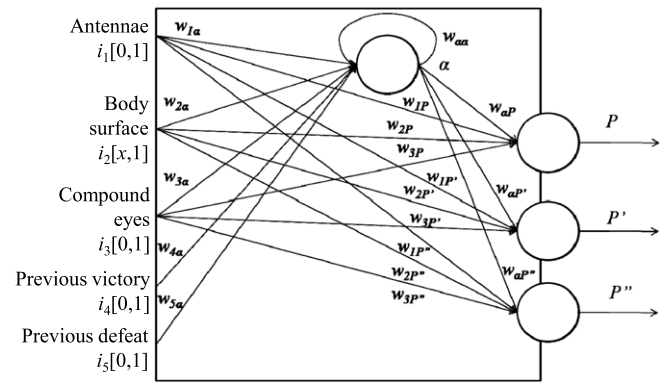 Antennae
i₁[0,1]
Body
surface
i₂[x,1]
Compound
eyes
i₃[0,1]
Previous victory
i₄[0,1]
Previous defeat
i₅[0,1]
w₁α
w₂α
w₃α
w₄α
w₅α
wαα
α
w₁P
w₂P
w₃P
w₁P'
w₂P'
w₃P'
w₁P"
w₂P"
w₃P"
wαP
wαP'
wαP"
P
P'
P"